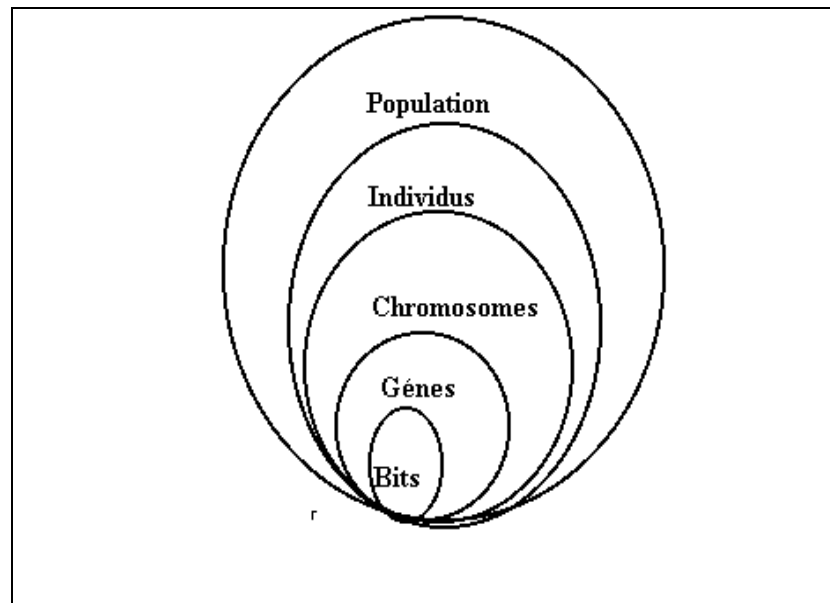 Population
Individus
Chromosomes
Génes
Bits
r